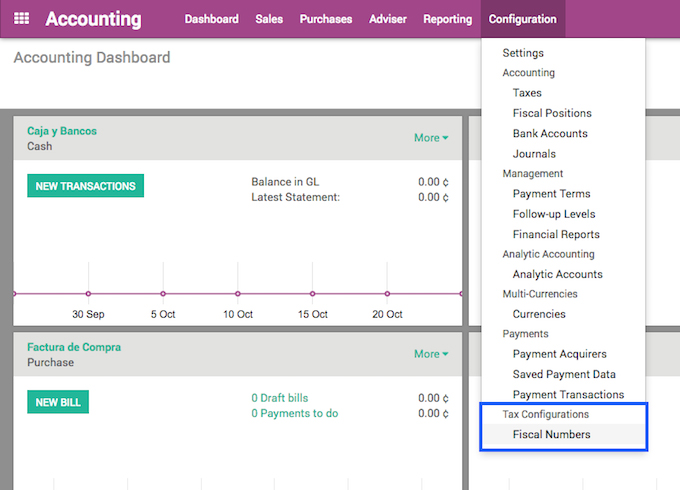 Accounting Dashboard Sales Purchases Adviser Reporting Configuration
Accounting Dashboard
Caja y Bancos
Cash
More
NEW TRANSACTIONS
Balance in GL 0.00 ¢
Latest Statement: 0.00 ¢
30 Sep 5 Oct 10 Oct 15 Oct 20 Oct
Factura de Compra
Purchase
More
NEW BILL
0 Draft bills 0.00 ¢
0 Payments to do 0.00 ¢
Settings
Accounting
Taxes
Fiscal Positions
Bank Accounts
Journals
Management
Payment Terms
Follow-up Levels
Financial Reports
Analytic Accounting
Analytic Accounts
Multi-Currencies
Currencies
Payments
Payment Acquirers
Saved Payment Data
Payment Transactions
Tax Configurations
Fiscal Numbers